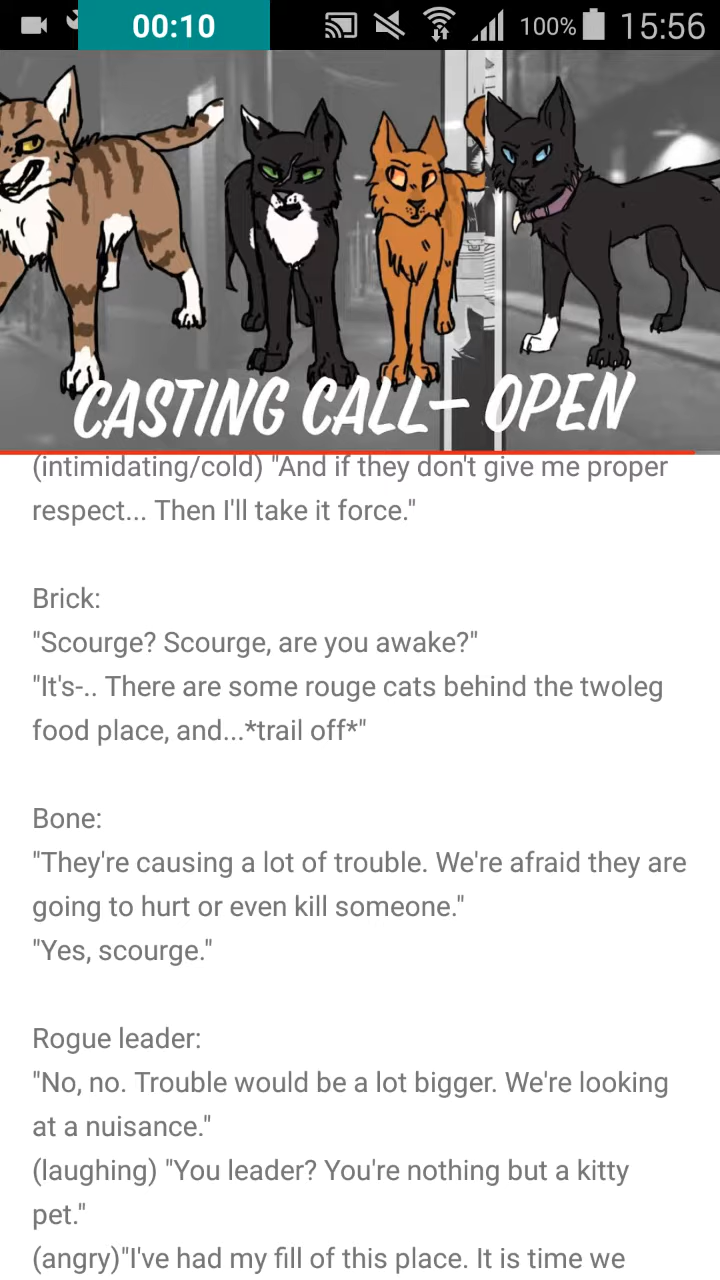 00:10
100%
15:56
CASTING CALL- OPEN
(intimidating/cold) "And if they don't give me proper
respect... Then I'll take it force."
Brick:
"Scourge? Scourge, are you awake?"
"It's-.. There are some rouge cats behind the twoleg
food place, and...*trail off*"
Bone:
"They're causing a lot of trouble. We're afraid they are
going to hurt or even kill someone."
"Yes, scourge."
Rogue leader:
"No, no. Trouble would be a lot bigger. We're looking
at a nuisance."
(laughing) "You leader? You're nothing but a kitty
pet."
(angry)"I've had my fill of this place. It is time we